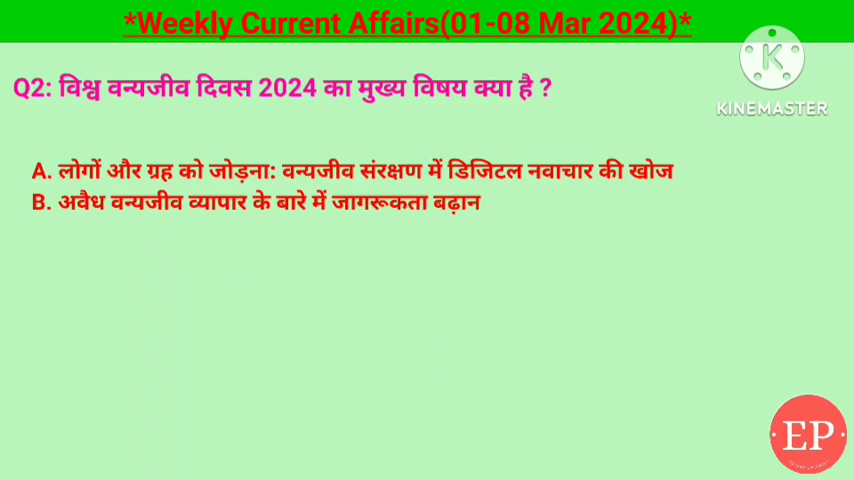 *Weekly Current Affairs(01-08 Mar 2024)*
Q2: विश्व वन्यजीव दिवस 2024 का मुख्य विषय क्या है ?
K
KINEMASTER
A. लोगों और ग्रह को जोड़ना: वन्यजीव संरक्षण में डिजिटल नवाचार की खोज
B. अवैध वन्यजीव व्यापार के बारे में जागरूकता बढ़ान
EP